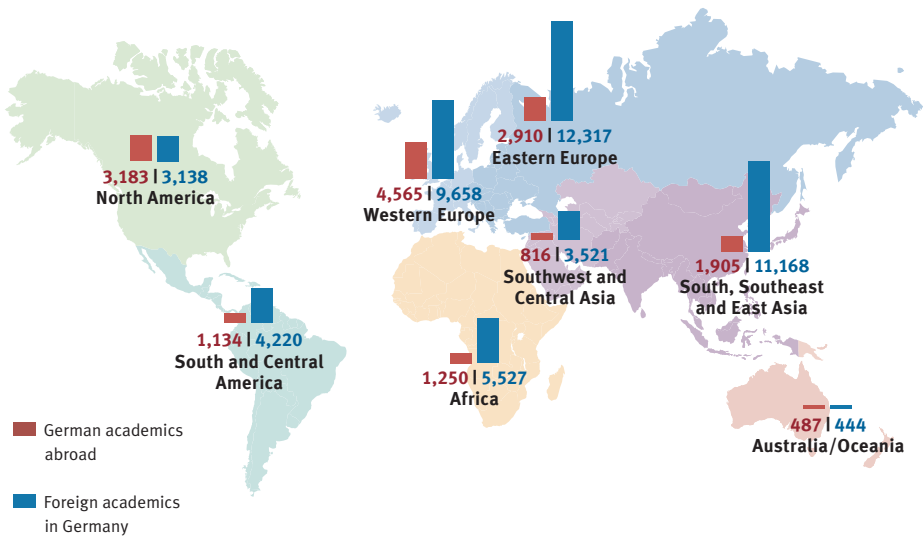 2,910 | 12,317
Eastern Europe
3,183 | 3,138
North America
4,565 | 9,658
Western Europe
816 | 3,521
Southwest and
Central Asia
1,905 | 11,168
South, Southeast
and East Asia
1,134 | 4,220
South and Central
America
1,250 | 5,527
Africa
487 | 444
Australia/Oceania
German academics
abroad
Foreign academics
in Germany